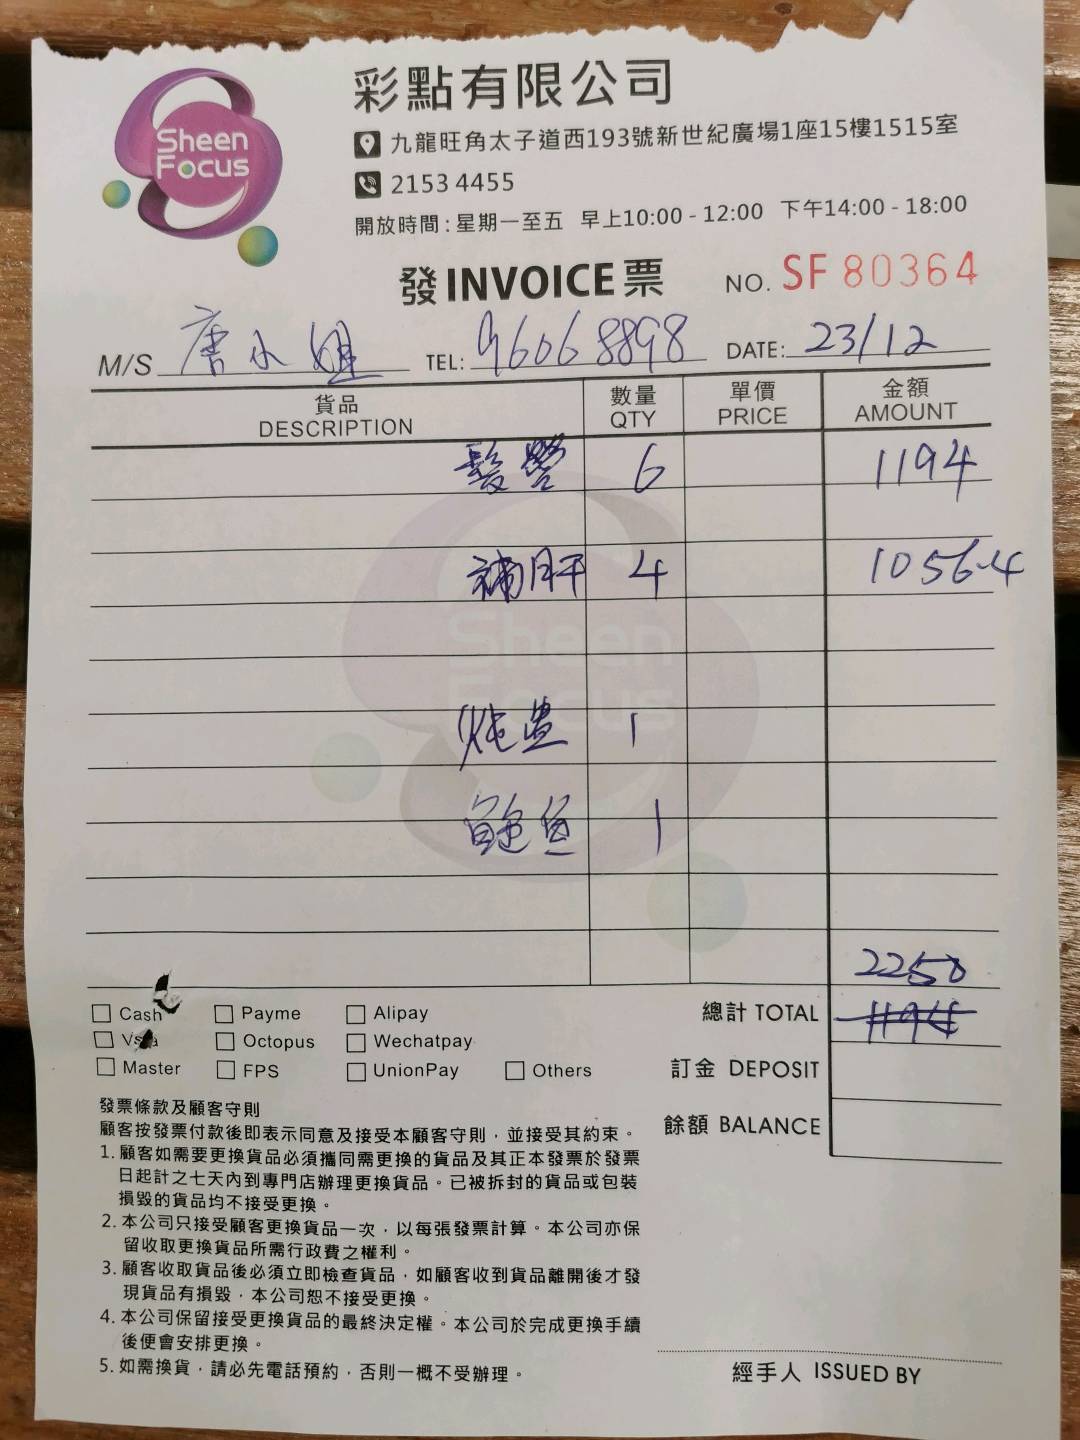 Sheen
Focus
彩點有限公司
九龍旺角太子道西193號新世紀廣場1座15樓1515室
2153 4455
開放時間：星期一至五 早上10:00 - 12:00 下午14:00 - 18:00
發 INVOICE 票 NO. SF 80364
M/S 唐小姐 TEL: 96068898 DATE: 23/12
貨品 數量 單價 金額
DESCRIPTION QTY PRICE AMOUNT
髮 6 1194
補肝 4 1056.4
Sheen
Focus
炖 1
鮑魚 1
2250
Cash Payme Alipay 總計 TOTAL 1194
Visa Octopus Wechatpay
Master FPS UnionPay Others 訂金 DEPOSIT
發票條款及顧客守則
顧客按發票付款後即表示同意及接受本顧客守則，並接受其約束。 餘額 BALANCE
1. 顧客如需要更換貨品必須攜同需更換的貨品及其正本發票於發票
日起計之七天內到專門店辦理更換貨品。已被拆封的貨品或包裝
損毀的貨品均不接受更換。
2. 本公司只接受顧客更換貨品一次，以每張發票計算。本公司亦保
留收取更換貨品所需行政費之權利。
3. 顧客收取貨品後必須立即檢查貨品，如顧客收到貨品離開後才發
現貨品有損毀，本公司恕不接受更換。
4. 本公司保留接受更換貨品的最終決定權。本公司於完成更換手續
後便會安排更換。
5. 如需換貨，請必先電話預約，否則一概不受辦理。
經手人 ISSUED BY